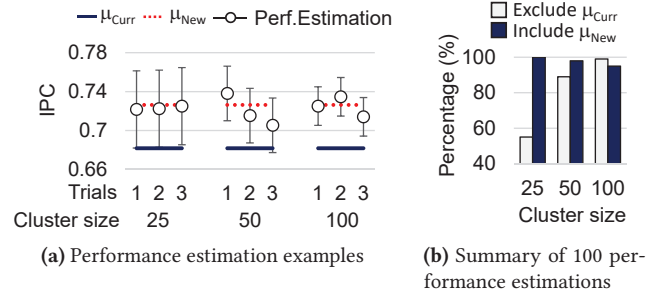 μCurr μNew Perf.Estimation
0.78
0.74
0.7
0.66
IPC
Trials 1 2 3 1 2 3 1 2 3
Cluster size 25 50 100
(a) Performance estimation examples
Exclude μCurr
Include μNew
100
80
60
40
Percentage (%)
25 50 100
Cluster size
(b) Summary of 100 per-
formance estimations